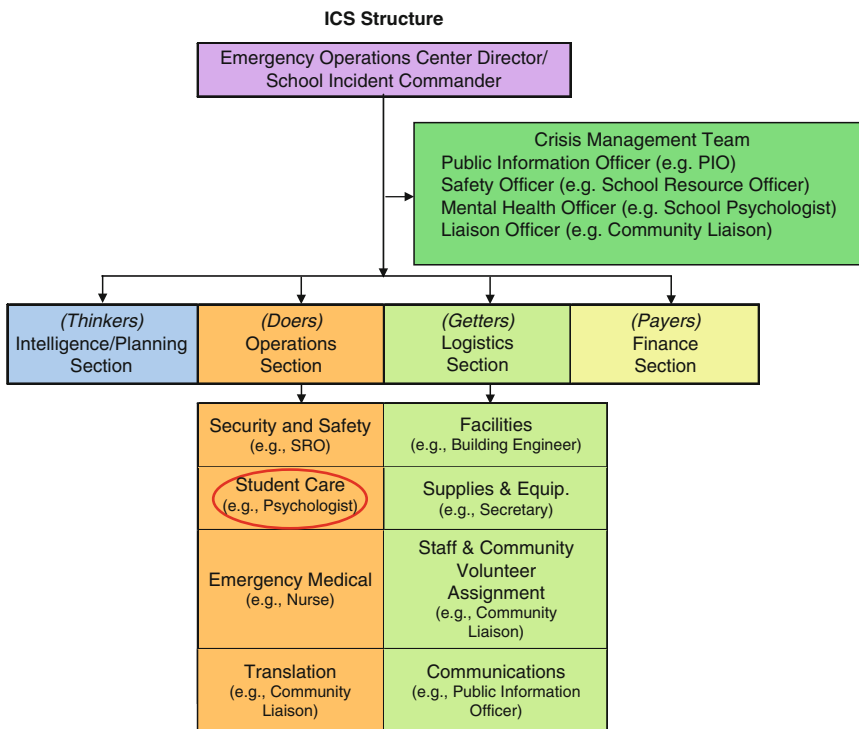 ICS Structure
Emergency Operations Center Director/
School Incident Commander
Crisis Management Team
Public Information Officer (e.g. PIO)
Safety Officer (e.g. School Resource Officer)
Mental Health Officer (e.g. School Psychologist)
Liaison Officer (e.g. Community Liaison)
(Thinkers)
Intelligence/Planning
Section
(Doers)
Operations
Section
(Getters)
Logistics
Section
(Payers)
Finance
Section
Security and Safety
(e.g., SRO)
Student Care
(e.g., Psychologist)
Emergency Medical
(e.g., Nurse)
Translation
(e.g., Community
Liaison)
Facilities
(e.g., Building Engineer)
Supplies & Equip.
(e.g., Secretary)
Staff & Community
Volunteer
Assignment
(e.g., Community
Liaison)
Communications
(e.g., Public Information
Officer)